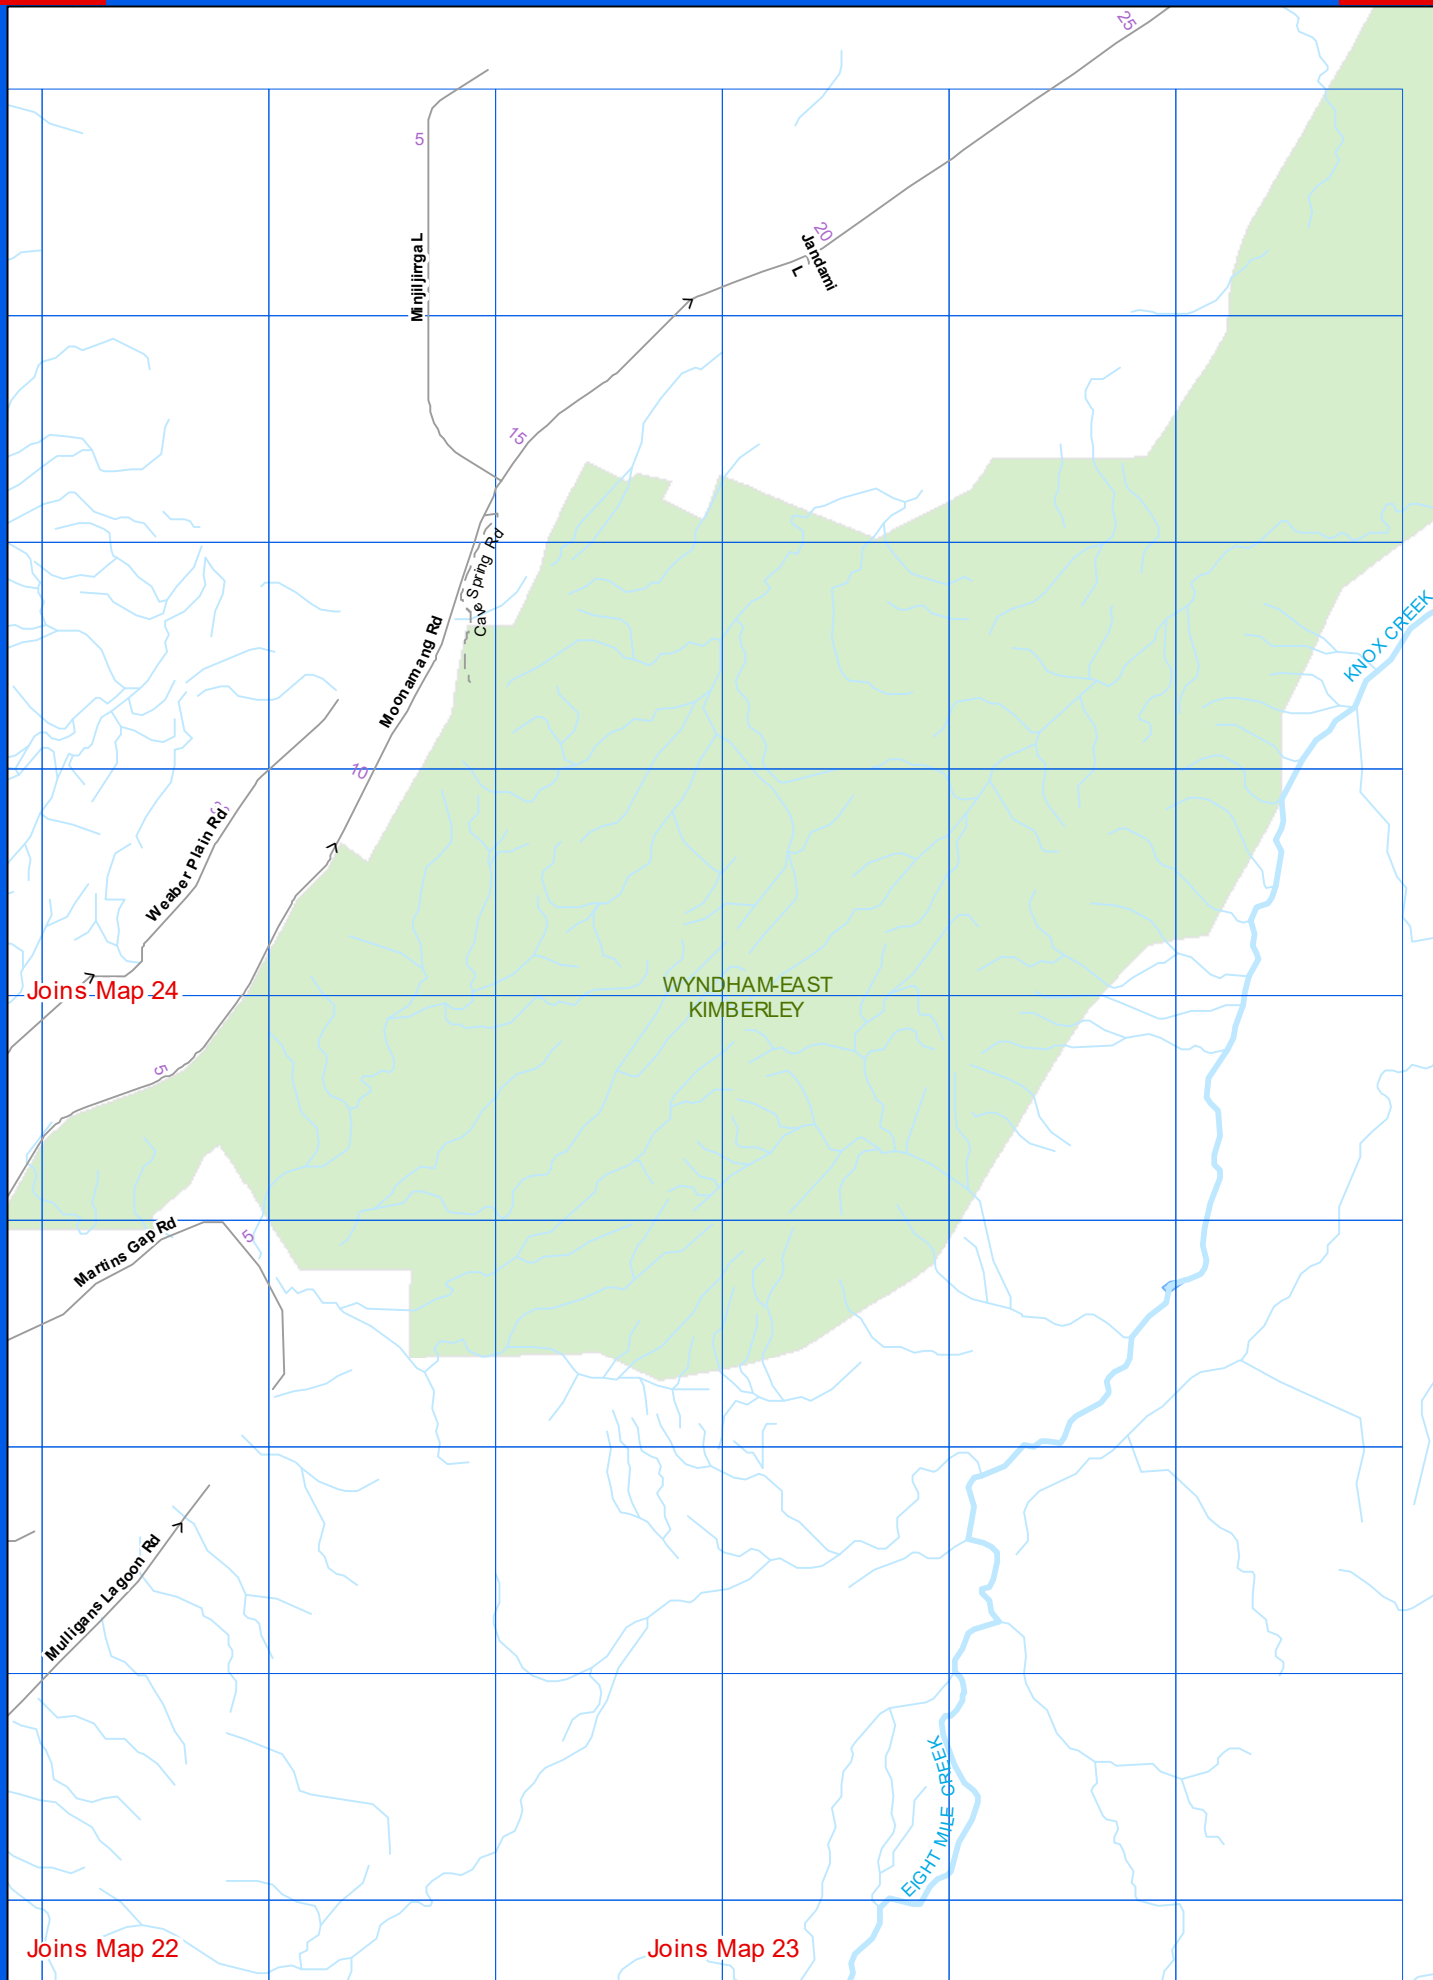 25
5
Minjiljirrga L
20
Jandami
L
15
Cave Spring Rd
Moonamang Rd
KNOX CREEK
10
Weaber Plain Rd
Joins Map 24
WYNDHAM-EAST
KIMBERLEY
5
Martins Gap Rd
5
Mulligans Lagoon Rd
EIGHT MILE CREEK
Joins Map 22
Joins Map 23